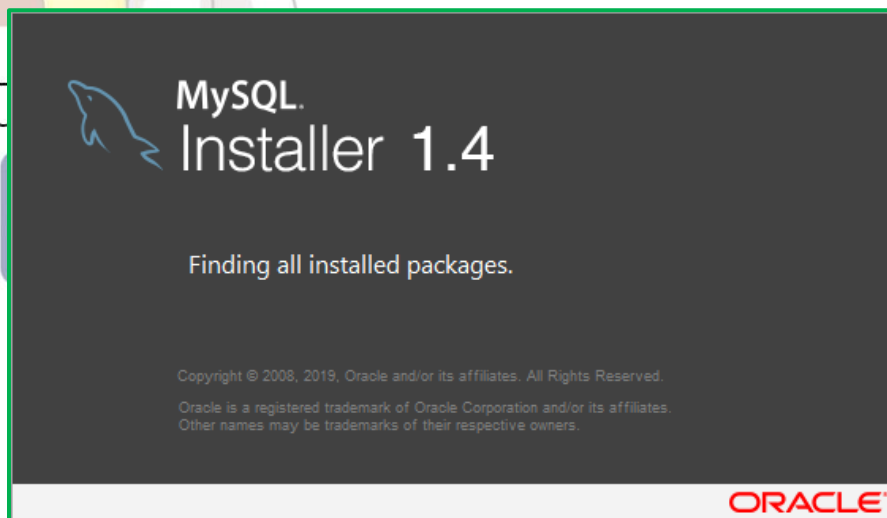 MySQL.
Installer 1.4
Finding all installed packages.
Copyright © 2008, 2019, Oracle and/or its affiliates. All Rights Reserved.
Oracle is a registered trademark of Oracle Corporation and/or its affiliates.
Other names may be trademarks of their respective owners.
ORACLE